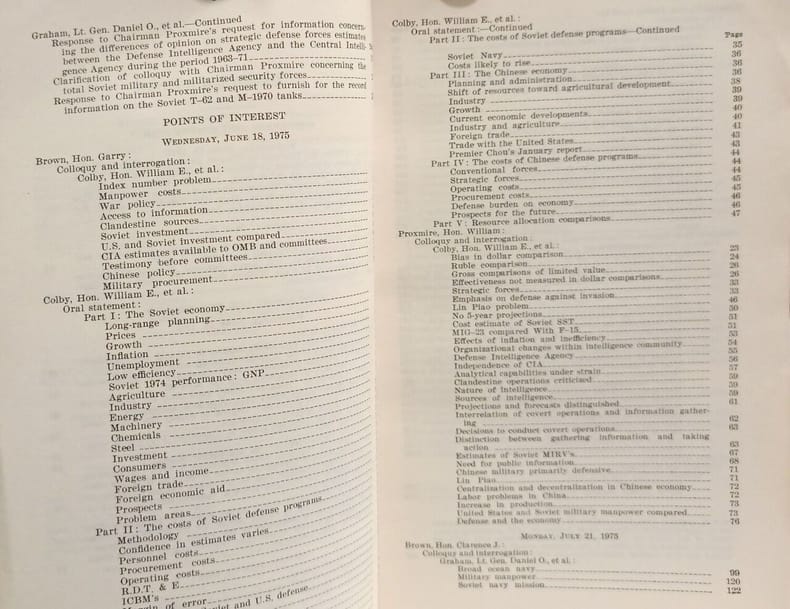 Graham, Lt. Gen. Daniel O., et al.—Continued
Response to Chairman Proxmire's request for information concern-
ing the differences of opinion on strategic defense forces estimates
between the Defense Intelligence Agency and the Central Intelli-
gence Agency during the period 1963-71
Clarification of colloquy with Chairman Proxmire concerning the
total Soviet military and militarized security forces
Response to Chairman Proxmire's request to furnish for the record
information on the Soviet T-62 and M-1970 tanks
POINTS OF INTEREST
WEDNESDAY, JUNE 18, 1975
Brown, Hon. Garry:
Colloquy and interrogation:
Colby, Hon. William E., et al.:
Index number problem
Manpower costs
War policy
Access to information
Clandestine sources
Soviet investment
U.S. and Soviet investment compared
CIA estimates available to OMB and committees
Testimony before committees
Chinese policy
Military procurement
Colby, Hon. William E., et al.:
Oral statement:
Part I: The Soviet economy
Long-range planning
Prices
Growth
Inflation
Unemployment
Low efficiency
Soviet 1974 performance: GNP
Agriculture
Industry
Energy
Machinery
Chemicals
Steel
Investment
Consumers
Wages and income
Foreign trade
Foreign economic aid
Prospects
Problem areas
Part II: The costs of Soviet defense programs
Methodology
Confidence in estimates varies
Personnel costs
Procurement costs
Operating costs
R.D.T. & E
ICBM's
of error
and U.S. defense
Colby, Hon. William E., et al.:
Oral statement:—Continued
Part II: The costs of Soviet defense programs—Continued
Page
35
Soviet Navy 36
Costs likely to rise 36
Part III: The Chinese economy 36
Planning and administration 38
Shift of resources toward agricultural development 39
Industry 39
Growth 40
Current economic developments 40
Industry and agriculture 41
Foreign trade 43
Trade with the United States 43
Premier Chou's January report 44
Part IV: The costs of Chinese defense programs 44
Conventional forces 44
Strategic forces 45
Operating costs 45
Procurement costs 46
Defense burden on economy 46
Prospects for the future 47
Part V: Resource allocation comparisons
Proxmire, Hon. William:
Colloquy and interrogation:
Colby, Hon. William E., et al.:
Bias in dollar comparison 23
Ruble comparison 24
Gross comparisons of limited value 26
Effectiveness not measured in dollar comparisons 26
Strategic forces 33
Emphasis on defense against invasion 33
Lin Piao problem 46
No 5-year projections 50
Cost estimate of Soviet SST 51
MIG-23 compared With F-15 51
Effects of inflation and inefficiency 53
Organizational changes within intelligence community 54
Defense Intelligence Agency 55
Independence of CIA 56
Analytical capabilities under strain 57
Clandestine operations criticized 59
Nature of Intelligence 59
Sources of intelligence 59
Projections and forecasts distinguished 61
Interrelation of covert operations and information gather-
ing 62
Decisions to conduct covert operations 63
Distinction between gathering information and taking
action 63
Estimates of Soviet MIRV's 67
Need for public information 68
Chinese military primarily defensive 71
Lin Piao 71
Centralization and decentralization in Chinese economy 72
Labor problems in China 72
Increase in production 73
United States and Soviet military manpower compared 73
Defense and the economy 76
MONDAY, JULY 21, 1975
Brown, Hon. Clarence J.:
Colloquy and interrogation:
Graham, Lt. Gen. Daniel O., et al.:
Broad ocean navy 99
Military manpower 120
Soviet navy mission 122